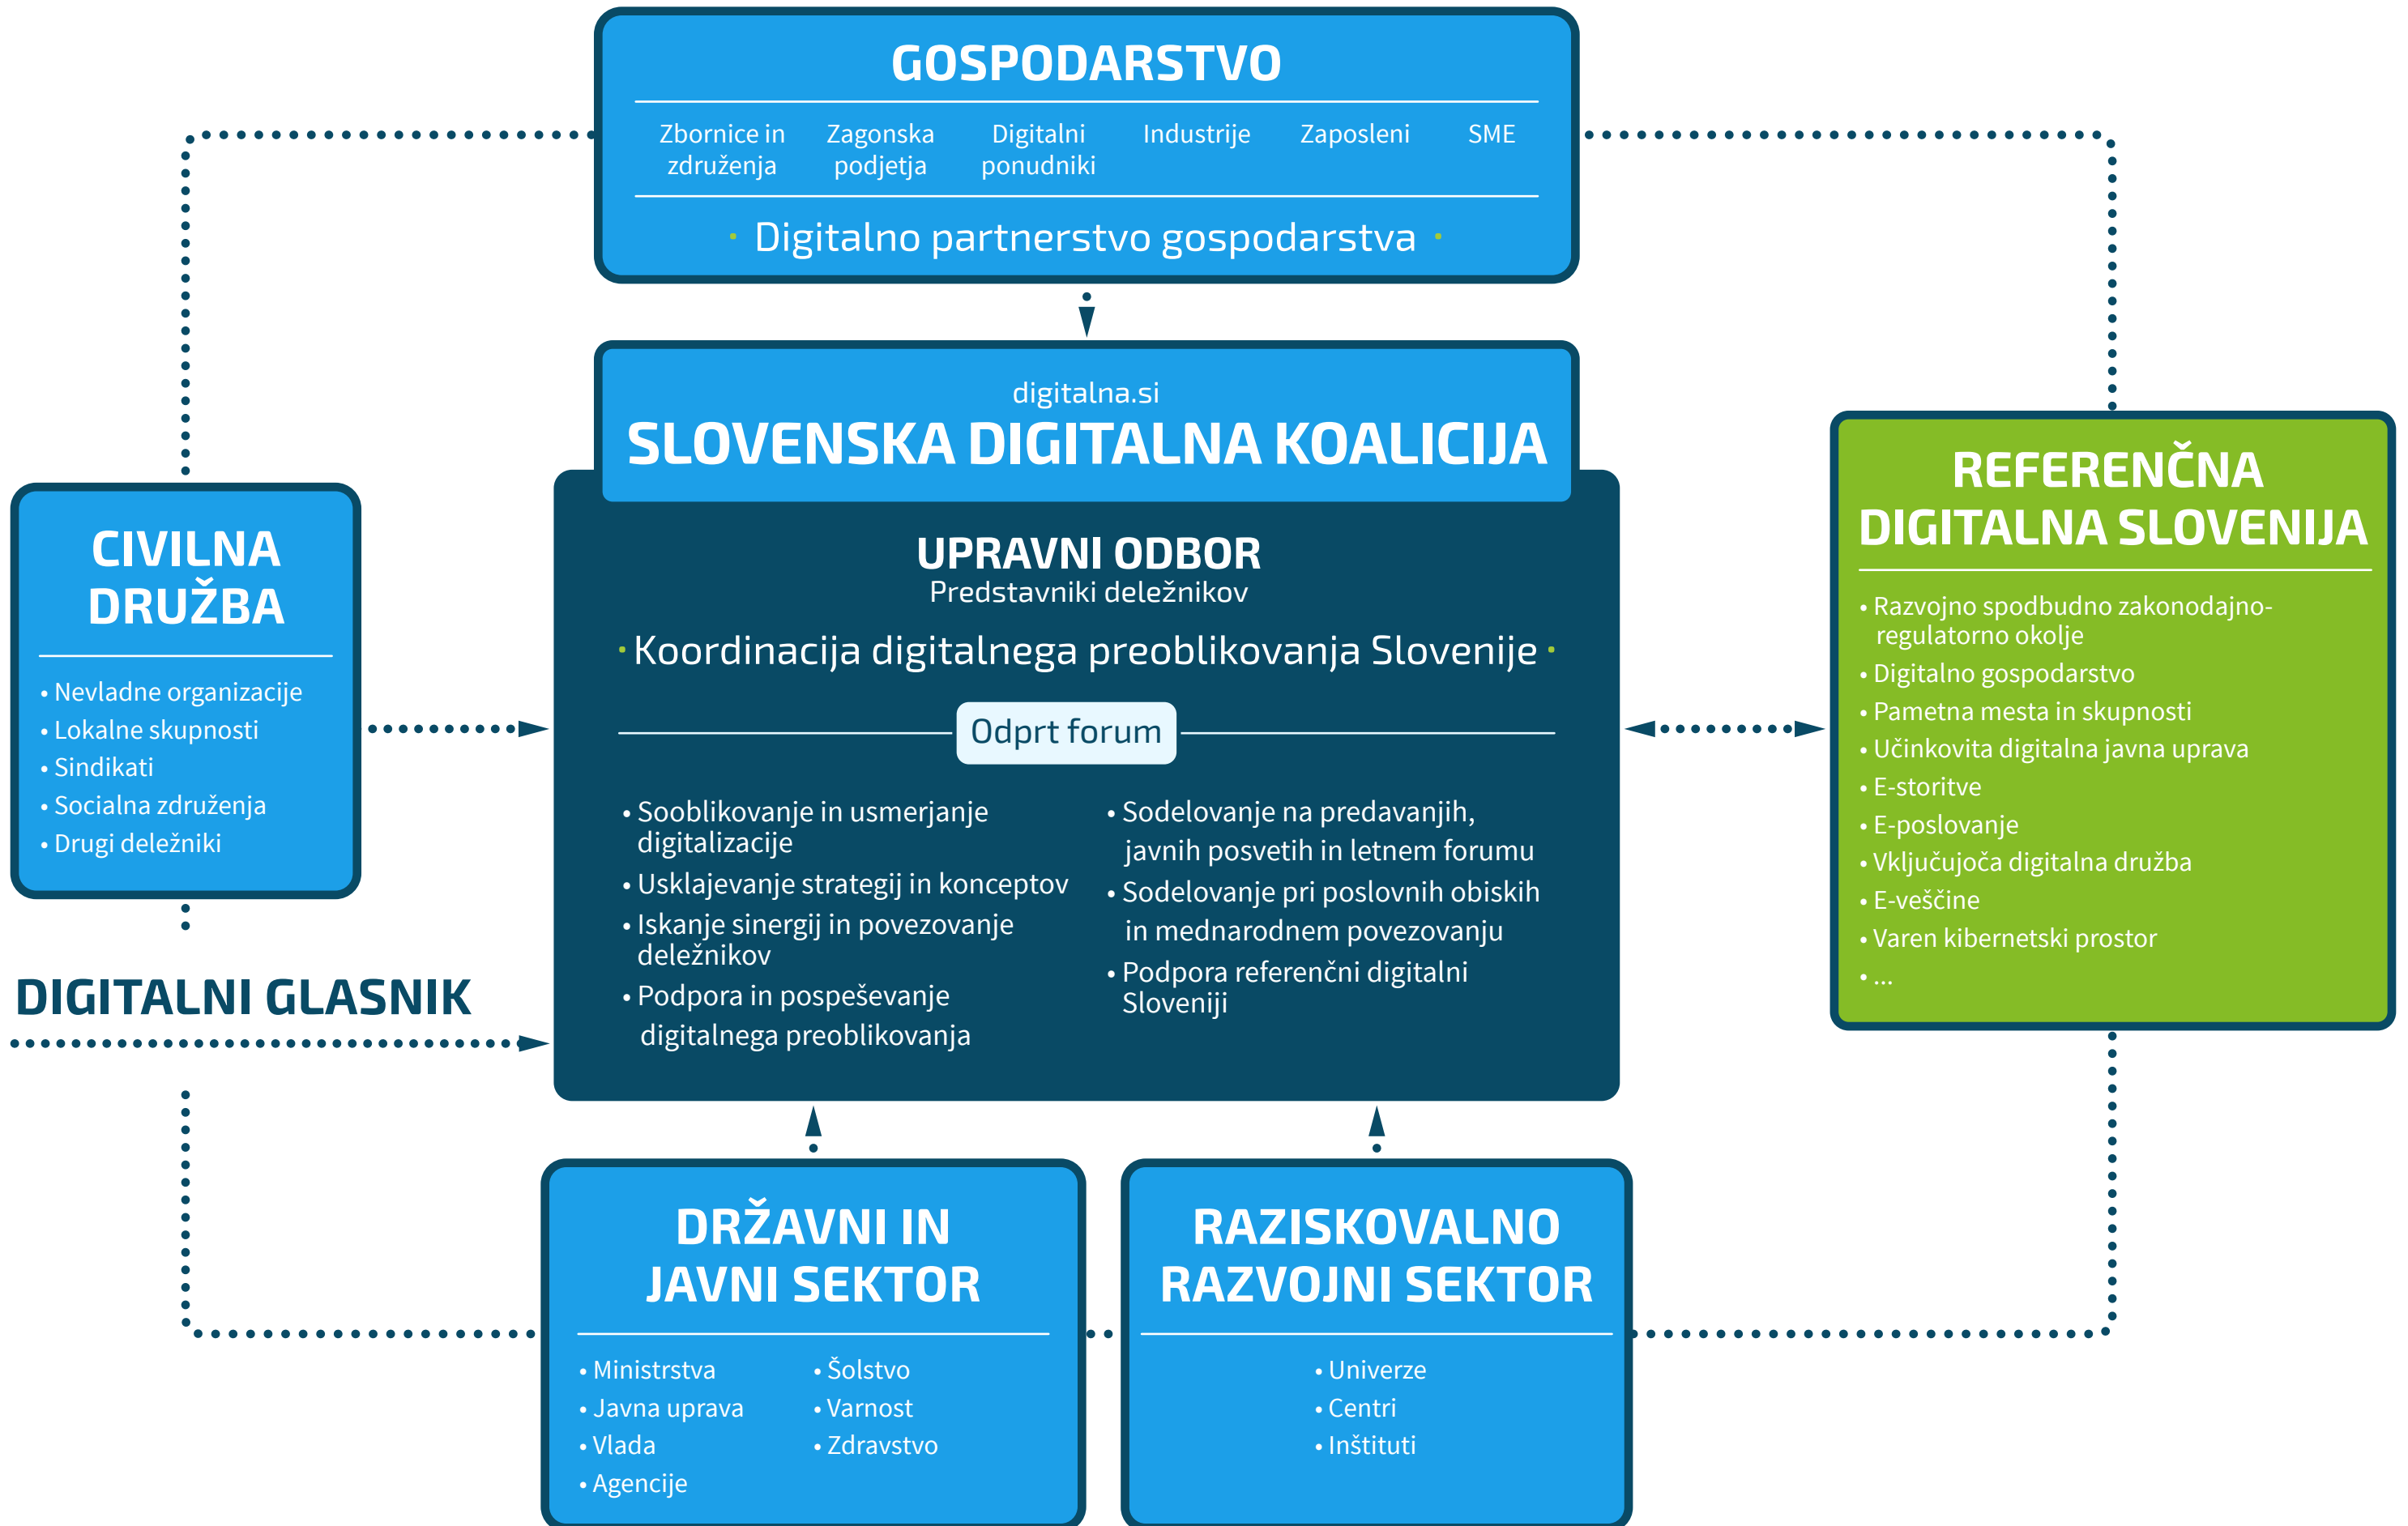 GOSPODARSTVO
Zbornice in
združenja
Zagonska
podjetja
Digitalni
ponudniki
Industrije
Zaposleni
SME
• Digitalno partnerstvo gospodarstva •
digitalna.si
SLOVENSKA DIGITALNA KOALICIJA
UPRAVNI ODBOR
Predstavniki deležnikov
• Koordinacija digitalnega preoblikovanja Slovenije •
Odprt forum
• Sooblikovanje in usmerjanje
digitalizacije
• Usklajevanje strategij in konceptov
• Iskanje sinergij in povezovanje
deležnikov
• Podpora in pospeševanje
digitalnega preoblikovanja
• Sodelovanje na predavanjih,
javnih posvetih in letnem forumu
• Sodelovanje pri poslovnih obiskih
in mednarodnem povezovanju
• Podpora referenčni digitalni
Sloveniji
CIVILNA
DRUŽBA
• Nevladne organizacije
• Lokalne skupnosti
• Sindikati
• Socialna združenja
• Drugi deležniki
DIGITALNI GLASNIK
REFERENČNA
DIGITALNA SLOVENIJA
• Razvojno spodbudno zakonodajno-
regulatorno okolje
• Digitalno gospodarstvo
• Pametna mesta in skupnosti
• Učinkovita digitalna javna uprava
• E-storitve
• E-poslovanje
• Vključujoča digitalna družba
• E-veščine
• Varen kibernetski prostor
• ...
DRŽAVNI IN
JAVNI SEKTOR
• Ministrstva
• Javna uprava
• Vlada
• Agencije
• Šolstvo
• Varnost
• Zdravstvo
RAZISKOVALNO
RAZVOJNI SEKTOR
• Univerze
• Centri
• Inštituti